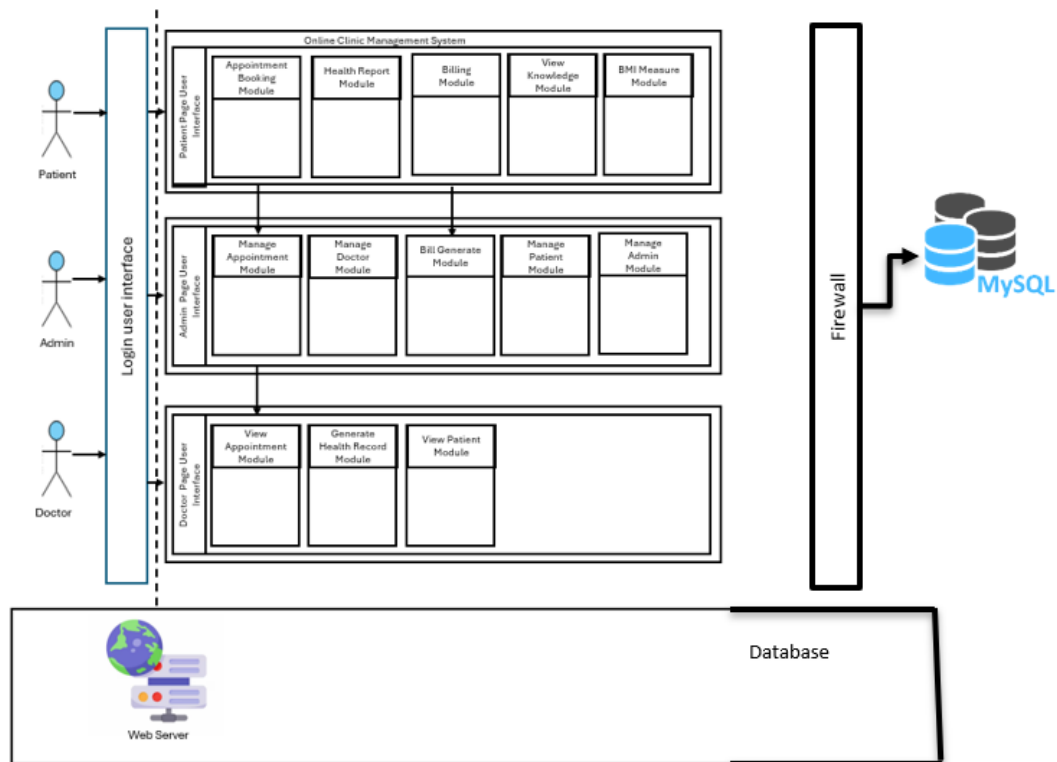 Online Clinic Management System
Patient Page User
Interface
Appointment
Booking
Module
Health Report
Module
Billing
Module
View
Knowledge
Module
BMI Measure
Module
Patient
Login user interface
Admin Page User
Interface
Manage
Appointment
Module
Manage
Doctor
Module
Bill Generate
Module
Manage
Patient
Module
Manage
Admin
Module
Admin
Doctor Page User
Interface
View
Appointment
Module
Generate
Health Record
Module
View Patient
Module
Doctor
Firewall
MySQL
Database
Web Server